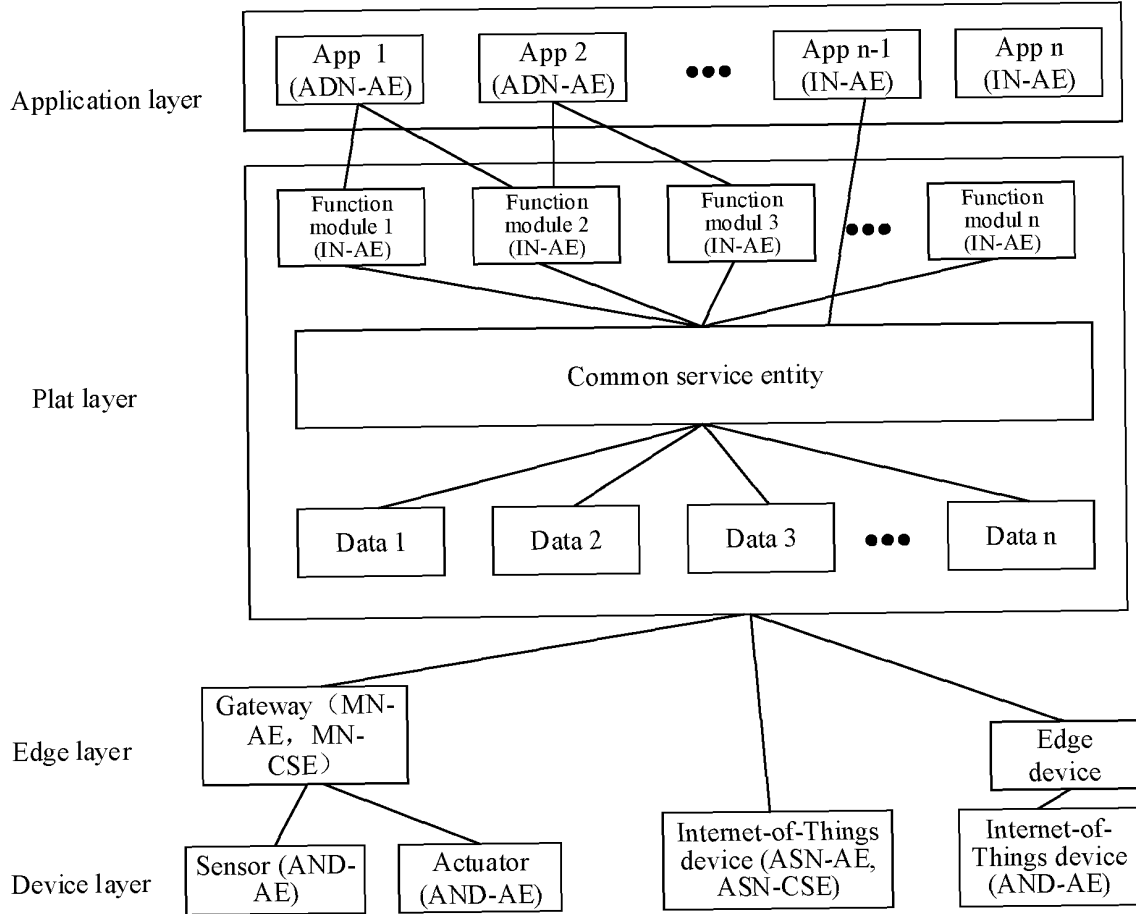 App 1
(ADN-AE)
App 2
(ADN-AE)
App n-1
(IN-AE)
App n
(IN-AE)
Application layer
Function
module 1
(IN-AE)
Function
module 2
(IN-AE)
Function
modul 3
(IN-AE)
Function
modul n
(IN-AE)
Common service entity
Plat layer
Data 1
Data 2
Data 3
Data n
Gateway（MN-
AE，MN-
CSE）
Edge layer
Edge
device
Sensor (AND-
AE)
Actuator
(AND-AE)
Internet-of-Things
device (ASN-AE,
ASN-CSE)
Internet-of-
Things device
(AND-AE)
Device layer